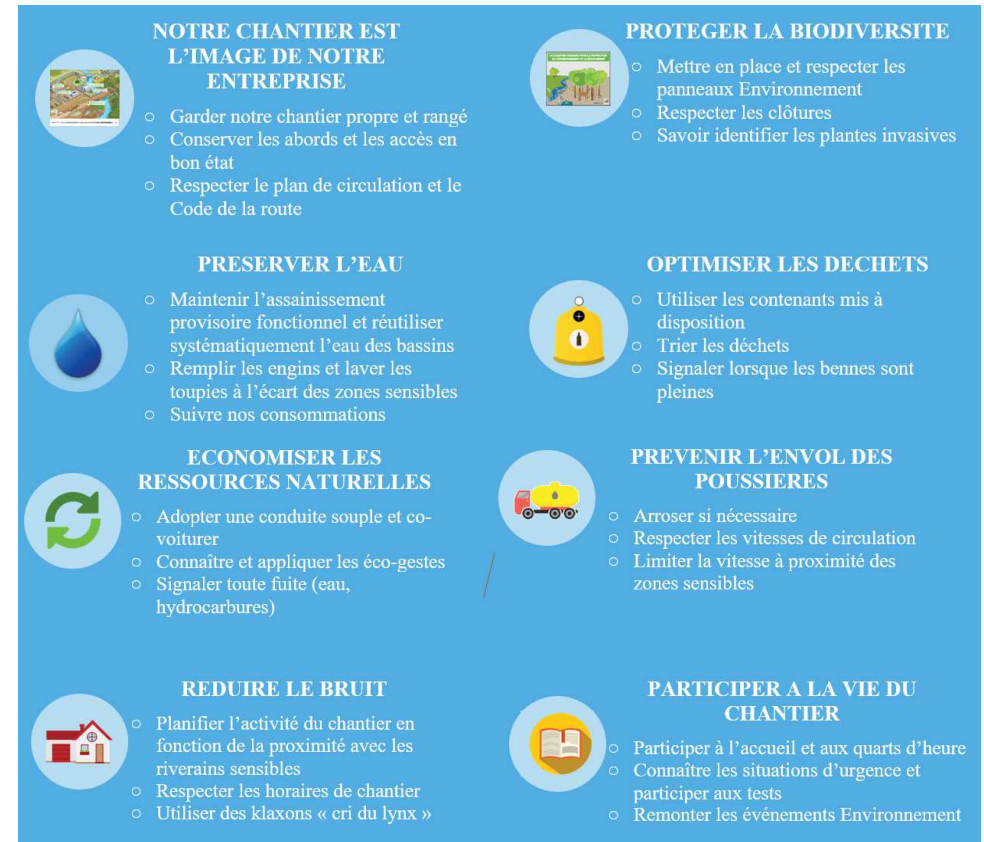 NOTRE CHANTIER EST
L’IMAGE DE NOTRE
ENTREPRISE
○ Garder notre chantier propre et rangé
○ Conserver les abords et les accès en
bon état
○ Respecter le plan de circulation et le
Code de la route
PROTEGER LA BIODIVERSITE
○ Mettre en place et respecter les
panneaux Environnement
○ Respecter les clôtures
○ Savoir identifier les plantes invasives
PRESERVER L’EAU
○ Maintenir l’assainissement
provisoire fonctionnel et réutiliser
systématiquement l’eau des bassins
○ Remplir les engins et laver les
toupies à l’écart des zones sensibles
○ Suivre nos consommations
OPTIMISER LES DECHETS
○ Utiliser les contenants mis à
disposition
○ Trier les déchets
○ Signaler lorsque les bennes sont
pleines
ECONOMISER LES
RESSOURCES NATURELLES
○ Adopter une conduite souple et co-
voiturer
○ Connaître et appliquer les éco-gestes
○ Signaler toute fuite (eau,
hydrocarbures)
PREVENIR L’ENVOL DES
POUSSIERES
○ Arroser si nécessaire
○ Respecter les vitesses de circulation
○ Limiter la vitesse à proximité des
zones sensibles
REDUIRE LE BRUIT
○ Planifier l’activité du chantier en
fonction de la proximité avec les
riverains sensibles
○ Respecter les horaires de chantier
○ Utiliser des klaxons « cri du lynx »
PARTICIPER A LA VIE DU
CHANTIER
○ Participer à l’accueil et aux quarts d’heure
○ Connaître les situations d’urgence et
participer aux tests
○ Remonter les événements Environnement